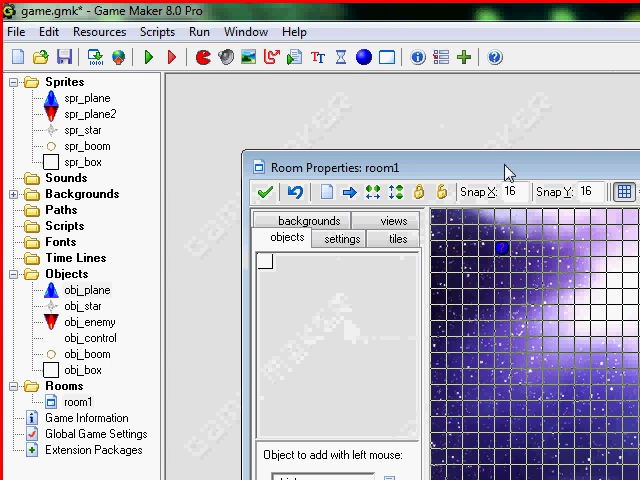 game.gmk* - Game Maker 8.0 Pro
File Edit Resources Scripts Run Window Help
Sprites
spr_plane
spr_plane2
spr_star
spr_boom
spr_box
Sounds
Backgrounds
Paths
Scripts
Fonts
Time Lines
Objects
obj_plane
obj_star
obj_enemy
obj_control
obj_boom
obj_box
Rooms
room1
Game Information
Global Game Settings
Extension Packages
Room Properties: room1
Snap X: 16 Snap Y: 16
backgrounds views
objects settings tiles
Object to add with left mouse: